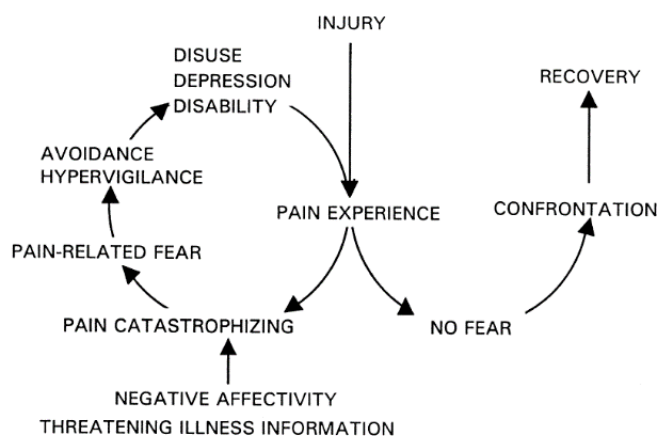 INJURY
DISUSE
DEPRESSION
DISABILITY
RECOVERY
AVOIDANCE
HYPERVIGILANCE
PAIN EXPERIENCE
CONFRONTATION
PAIN-RELATED FEAR
PAIN CATASTROPHIZING
NO FEAR
NEGATIVE AFFECTIVITY
THREATENING ILLNESS INFORMATION